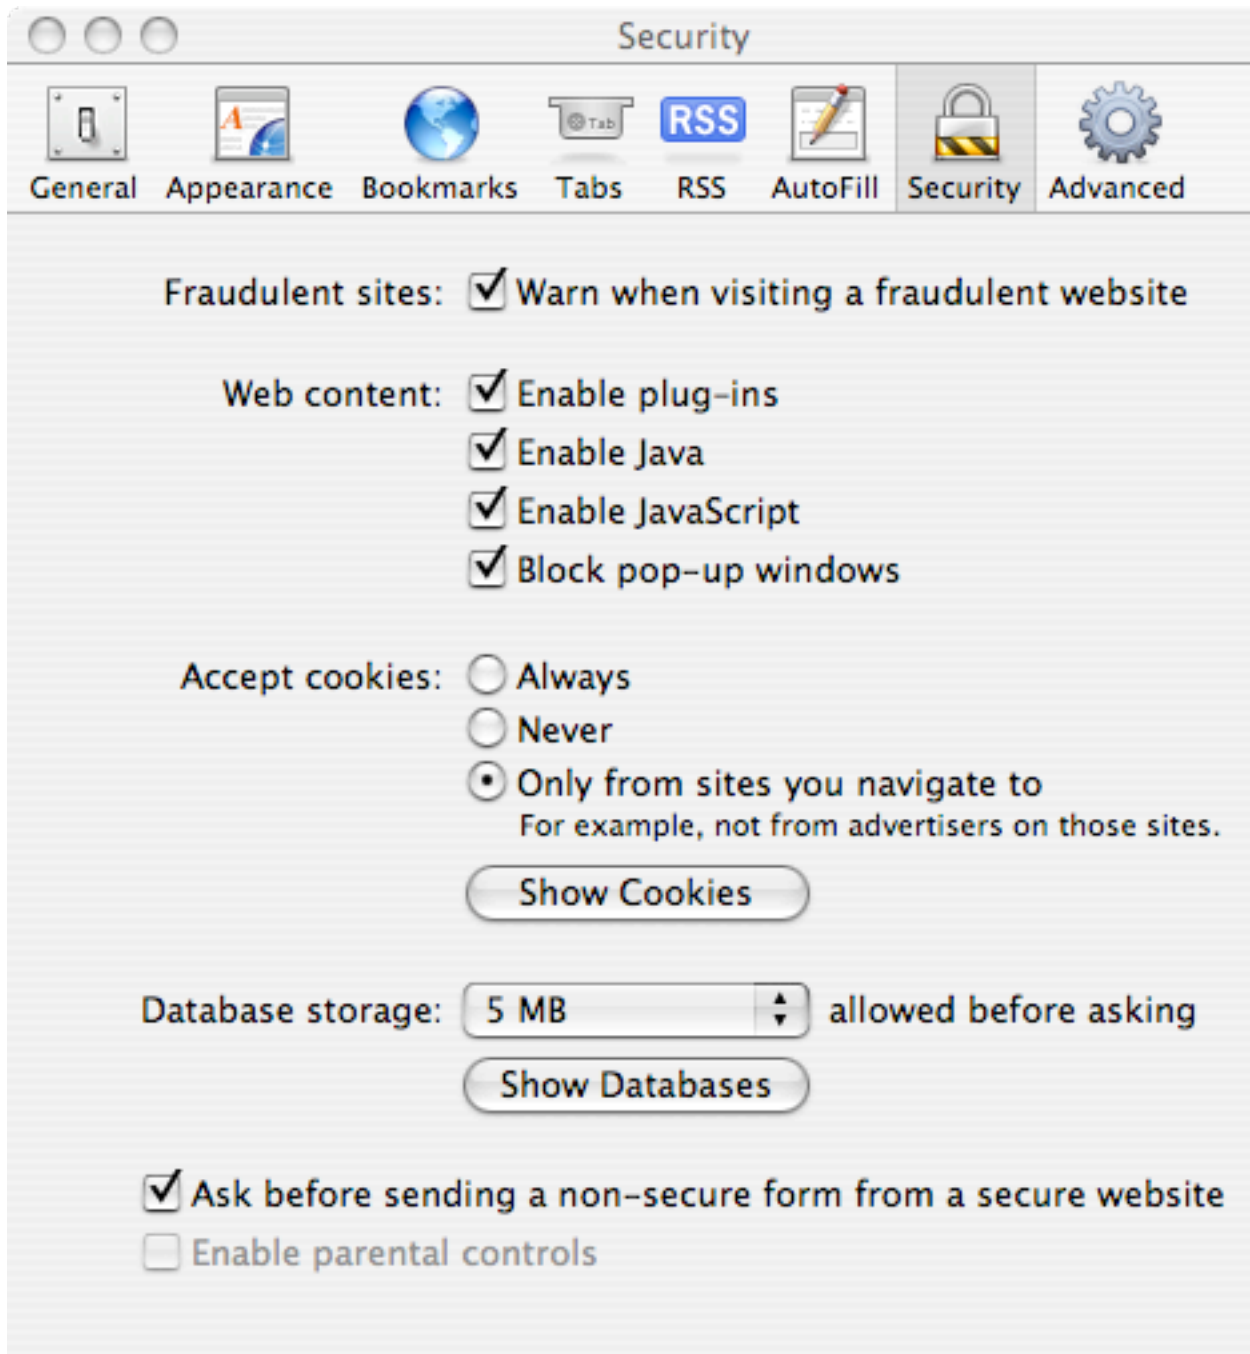 Security
Tab
RSS
General Appearance Bookmarks Tabs RSS AutoFill Security Advanced
Fraudulent sites: Warn when visiting a fraudulent website
Web content: Enable plug-ins
Enable Java
Enable JavaScript
Block pop-up windows
Accept cookies: Always
Never
Only from sites you navigate to
For example, not from advertisers on those sites.
Show Cookies
Database storage: 5 MB allowed before asking
Show Databases
Ask before sending a non-secure form from a secure website
Enable parental controls